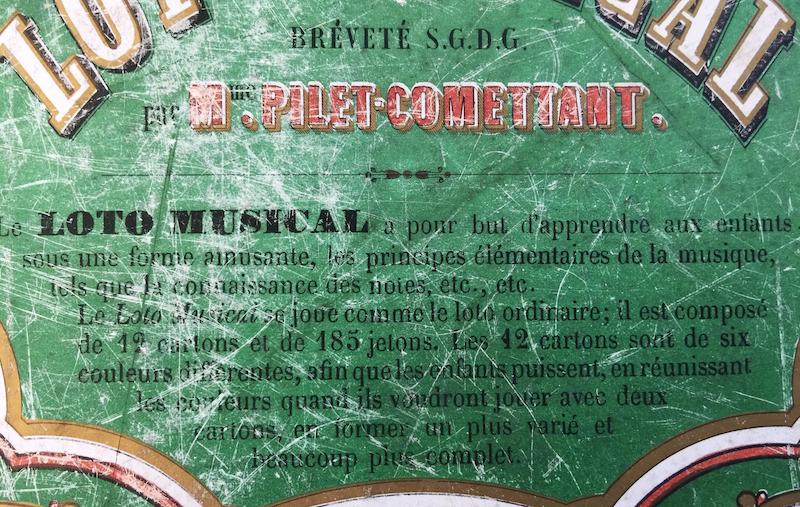 BRÉVETÉ S.G.D.G.
par Mme. PILET-COMETTANT.
Le LOTO MUSICAL a pour but d'apprendre aux enfants
sous une forme amusante, les principes élémentaires de la musique,
tels que la connaissance des notes, etc., etc.
Le Loto Musical se joue comme le loto ordinaire; il est composé
de 12 cartons et de 185 jetons. Les 12 cartons sont de six
couleurs différentes, afin que les enfants puissent, en réunissant
les couleurs quand ils voudront jouer avec deux
cartons, en former un plus varié et
beaucoup plus complet.